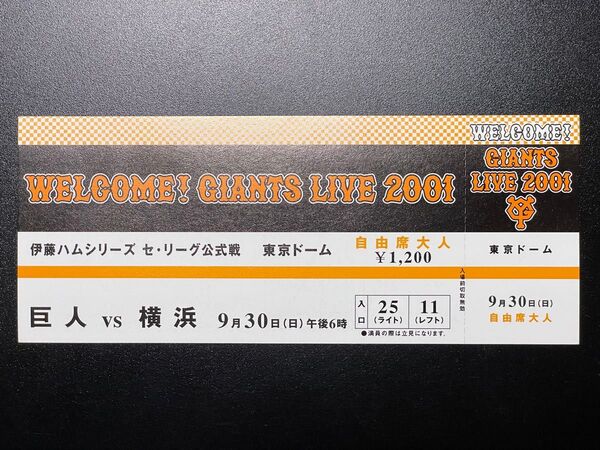 WELCOME! GIANTS LIVE 2001
伊藤ハムシリーズ セ・リーグ公式戦 東京ドーム 自由席大人
¥1,200
巨人 vs 横浜 9月30日(日)午後6時
入口 25(ライト) 11(レフト)
●満員の際は立見になります。
入場前切取無効
WELCOME!
GIANTS
LIVE 2001
東京ドーム
9月30日(日)
自由席大人